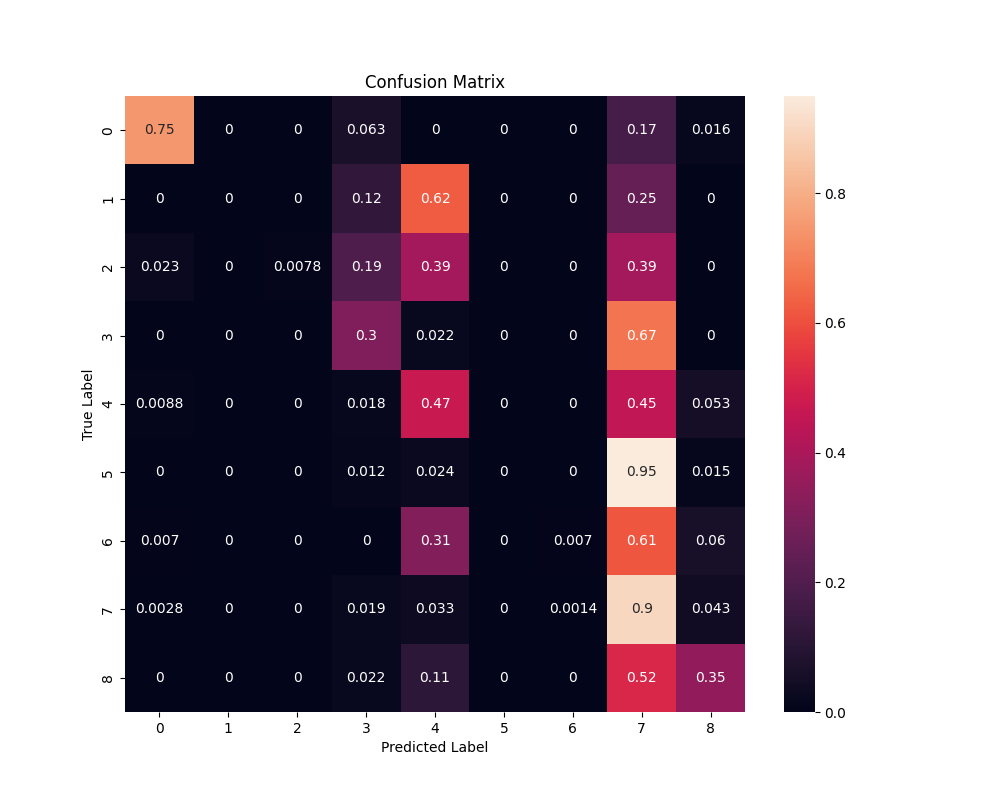 Confusion Matrix
0 0.75 0 0 0.063 0 0 0 0.17 0.016
1 0 0 0 0.12 0.62 0 0 0.25 0
2 0.023 0 0.0078 0.19 0.39 0 0 0.39 0
3 0 0 0 0.3 0.022 0 0 0.67 0
4 0.0088 0 0 0.018 0.47 0 0 0.45 0.053
5 0 0 0 0.012 0.024 0 0 0.95 0.015
6 0.007 0 0 0 0.31 0 0.007 0.61 0.06
7 0.0028 0 0 0.019 0.033 0 0.0014 0.9 0.043
8 0 0 0 0.022 0.11 0 0 0.52 0.35
0 1 2 3 4 5 6 7 8
Predicted Label
True Label
0.8
0.6
0.4
0.2
0.0